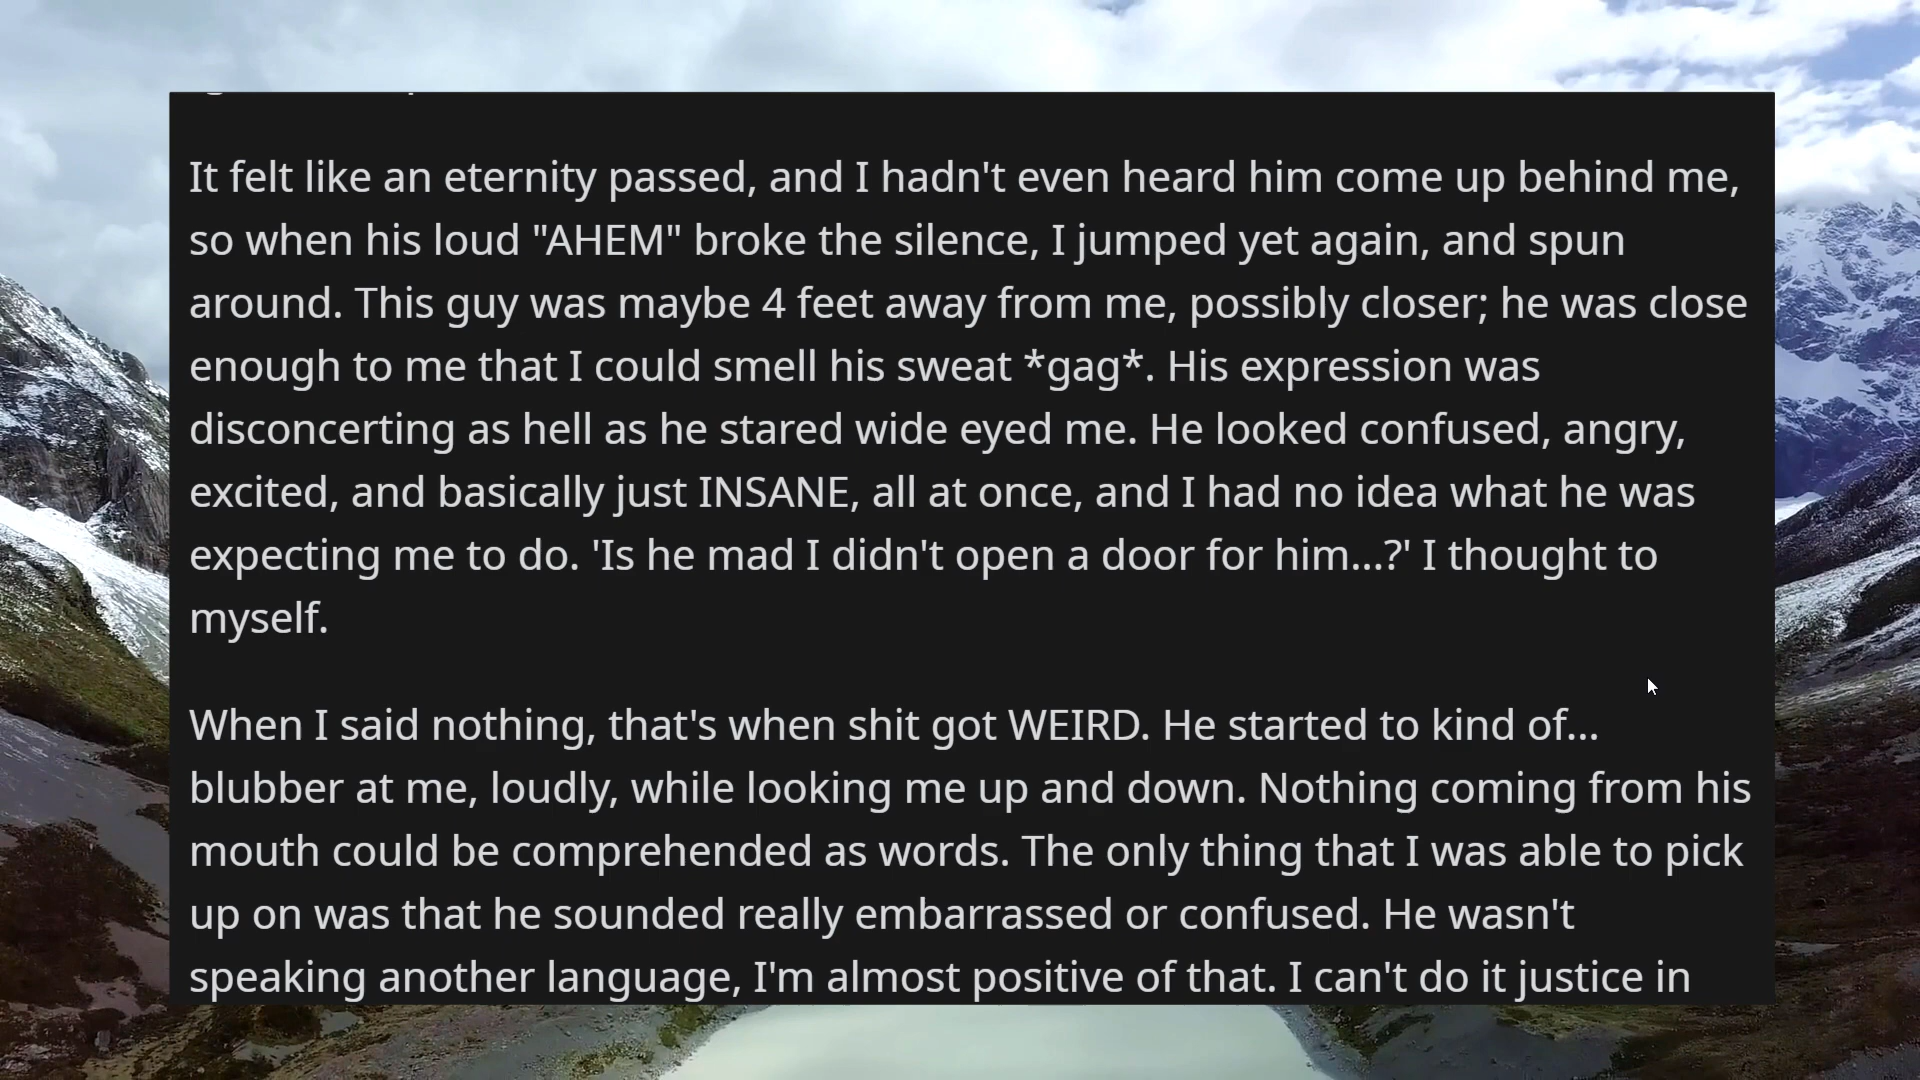 It felt like an eternity passed, and I hadn't even heard him come up behind me,
so when his loud "AHEM" broke the silence, I jumped yet again, and spun
around. This guy was maybe 4 feet away from me, possibly closer; he was close
enough to me that I could smell his sweat *gag*. His expression was
disconcerting as hell as he stared wide eyed me. He looked confused, angry,
excited, and basically just INSANE, all at once, and I had no idea what he was
expecting me to do. 'Is he mad I didn't open a door for him...?' I thought to
myself.
When I said nothing, that's when shit got WEIRD. He started to kind of...
blubber at me, loudly, while looking me up and down. Nothing coming from his
mouth could be comprehended as words. The only thing that I was able to pick
up on was that he sounded really embarrassed or confused. He wasn't
speaking another language, I'm almost positive of that. I can't do it justice in